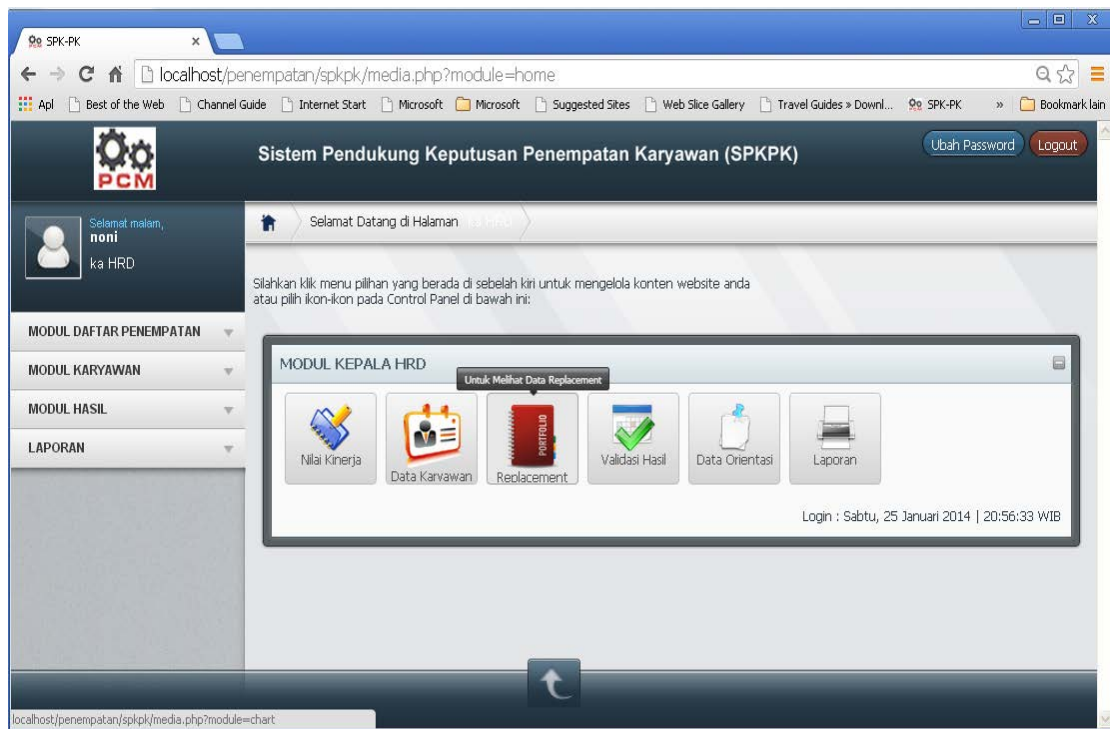 SPK-PK
localhost/penempatan/spkpk/media.php?module=home
Apl Best of the Web Channel Guide Internet Start Microsoft Microsoft Suggested Sites Web Slice Gallery Travel Guides » Downl... SPK-PK » Bookmark lain
PCM
Sistem Pendukung Keputusan Penempatan Karyawan (SPKPK)
Ubah Password Logout
Selamat malam,
noni
ka HRD
Selamat Datang di Halaman ka HRD
Silahkan klik menu pilihan yang berada di sebelah kiri untuk mengelola konten website anda
atau pilih ikon-ikon pada Control Panel di bawah ini:
MODUL DAFTAR PENEMPATAN
MODUL KARYAWAN
MODUL HASIL
LAPORAN
MODUL KEPALA HRD
Untuk Melihat Data Replacement
PORTFOLIO
Nilai Kinerja
Data Karyawan
Replacement
Validasi Hasil
Data Orientasi
Laporan
Login : Sabtu, 25 Januari 2014 | 20:56:33 WIB
localhost/penempatan/spkpk/media.php?module=chart